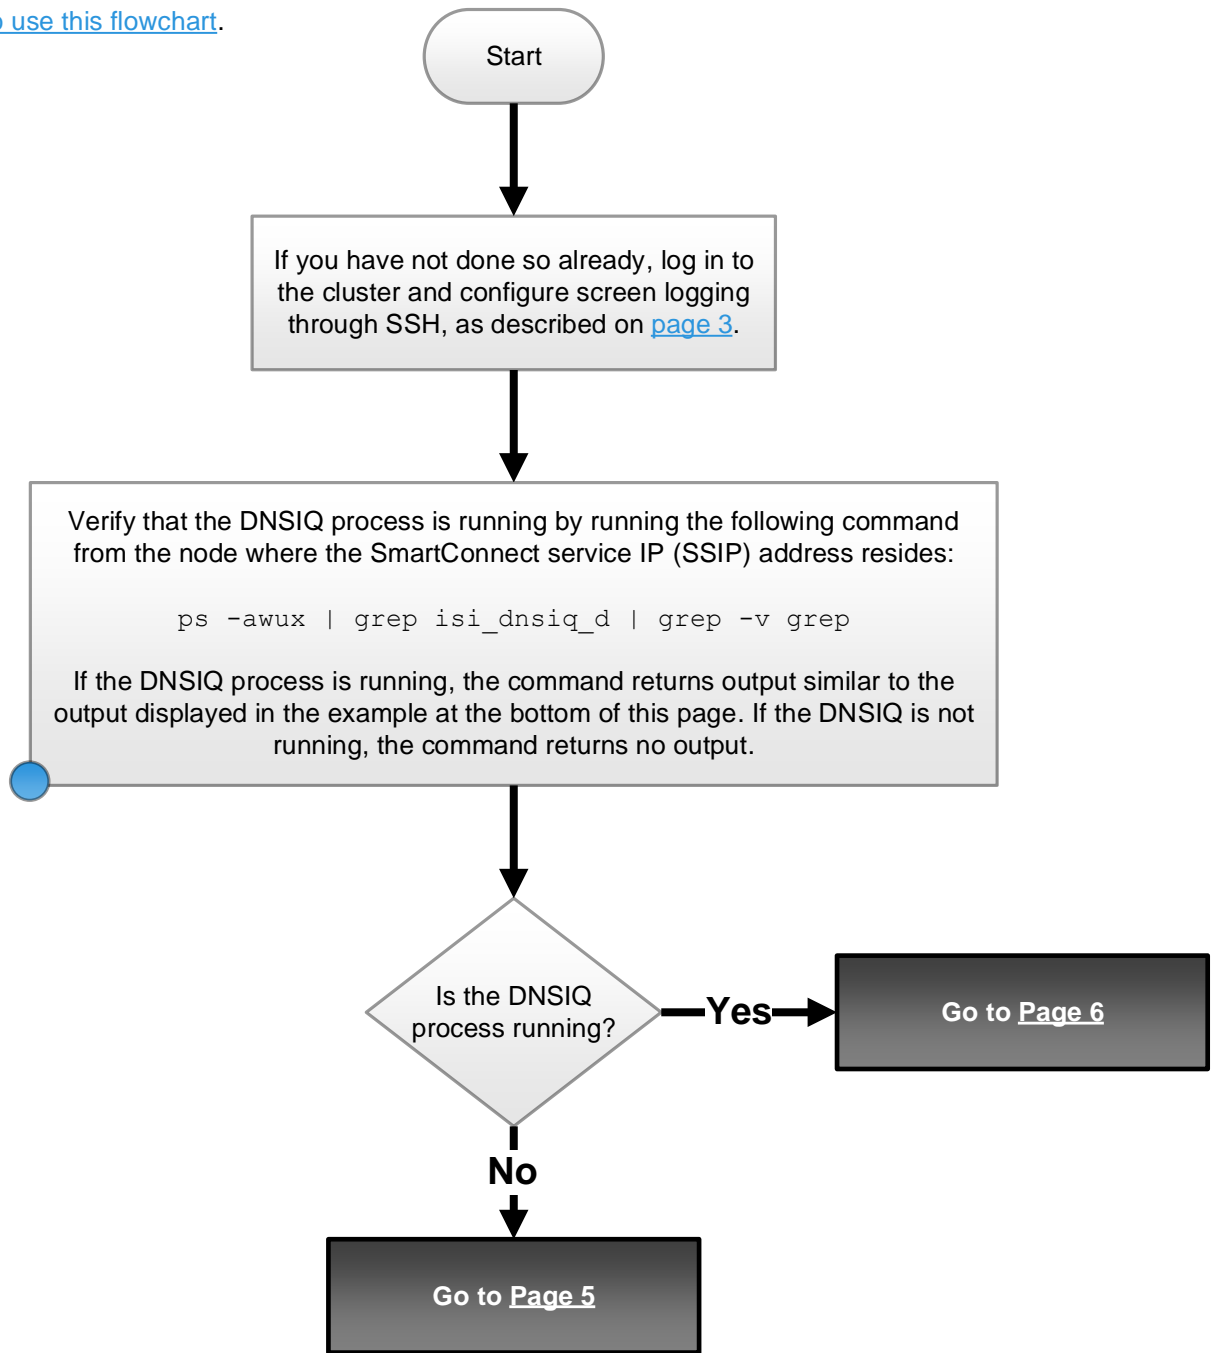 use this flowchart.
Start
If you have not done so already, log in to
the cluster and configure screen logging
through SSH, as described on page 3.
Verify that the DNSIQ process is running by running the following command
from the node where the SmartConnect service IP (SSIP) address resides:
ps -awux | grep isi_dnsiq_d | grep -v grep
If the DNSIQ process is running, the command returns output similar to the
output displayed in the example at the bottom of this page. If the DNSIQ is not
running, the command returns no output.
Is the DNSIQ
process running?
Yes
Go to Page 6
No
Go to Page 5